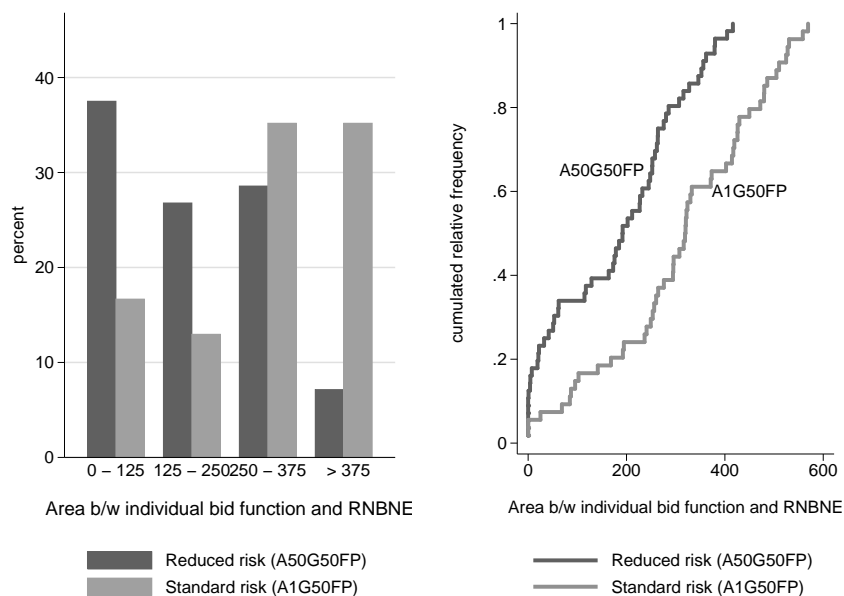 percent
40
30
20
10
0
0 – 125 125 – 250 250 – 375 > 375
Area b/w individual bid function and RNBNE
Reduced risk (A50G50FP)
Standard risk (A1G50FP)
cumulated relative frequency
1
.8
.6
.4
.2
0
A50G50FP
A1G50FP
0 200 400 600
Area b/w individual bid function and RNBNE
Reduced risk (A50G50FP)
Standard risk (A1G50FP)